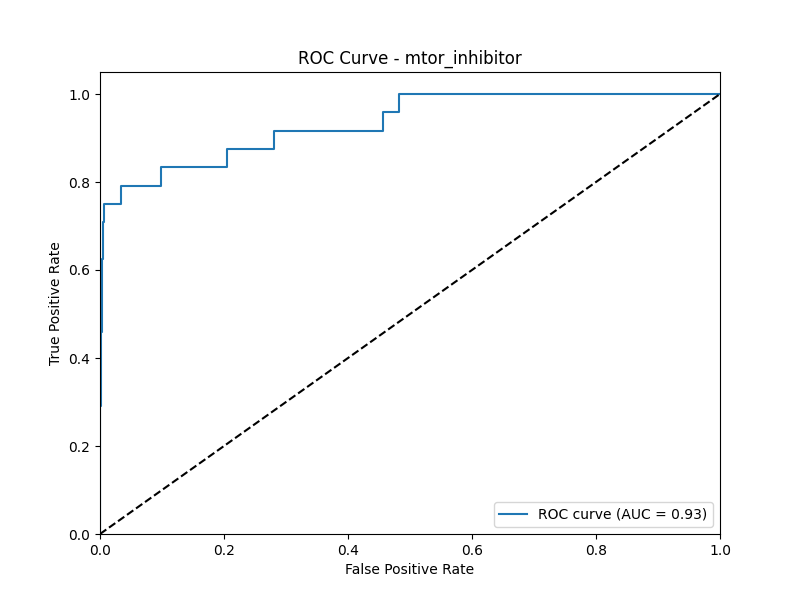 ROC Curve - mtor_inhibitor
1.0
0.8
0.6
0.4
0.2
0.0
True Positive Rate
ROC curve (AUC = 0.93)
0.0 0.2 0.4 0.6 0.8 1.0
False Positive Rate